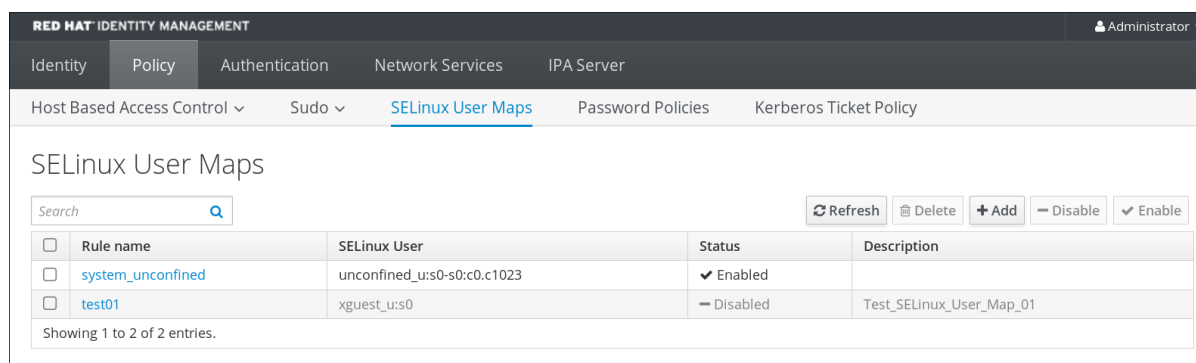 RED HAT® IDENTITY MANAGEMENT Administrator
Identity Policy Authentication Network Services IPA Server
Host Based Access Control Sudo SELinux User Maps Password Policies Kerberos Ticket Policy
SELinux User Maps
Search Refresh Delete Add Disable Enable
Rule name SELinux User Status Description
system_unconfined unconfined_u:s0-s0:c0.c1023 Enabled
test01 xguest_u:s0 Disabled Test_SELinux_User_Map_01
Showing 1 to 2 of 2 entries.